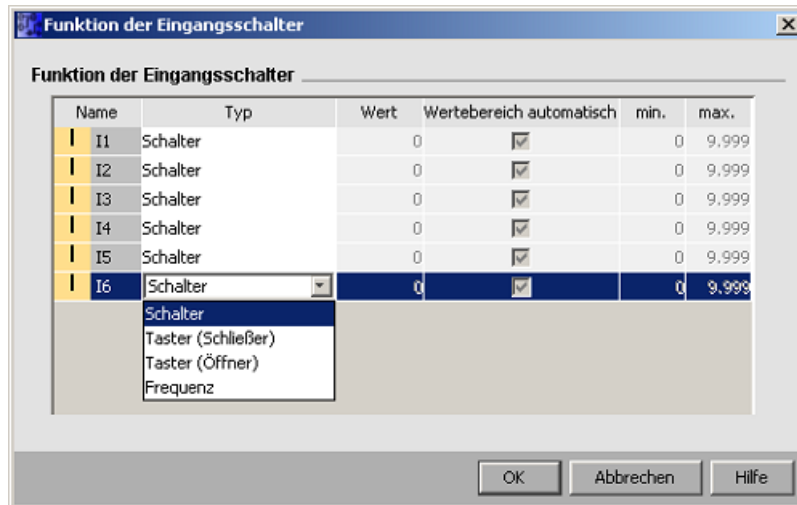 Funktion der Eingangsschalter
Funktion der Eingangsschalter
Name Typ Wert Wertebereich automatisch min. max.
I I1 Schalter 0 0 9.999
I I2 Schalter 0 0 9.999
I I3 Schalter 0 0 9.999
I I4 Schalter 0 0 9.999
I I5 Schalter 0 0 9.999
I I6 Schalter 0 0 9.999
Schalter
Taster (Schließer)
Taster (Öffner)
Frequenz
OK Abbrechen Hilfe